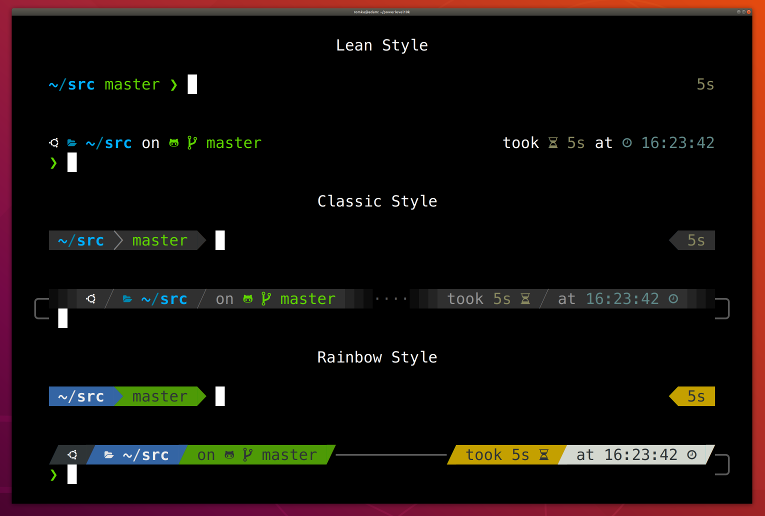 Lean Style
~/src master ❯ 5s
~/src on master took 5s at 16:23:42
❯
Classic Style
~/src master 5s
~/src on master ···· took 5s at 16:23:42
Rainbow Style
~/src master 5s
~/src on master took 5s at 16:23:42
❯